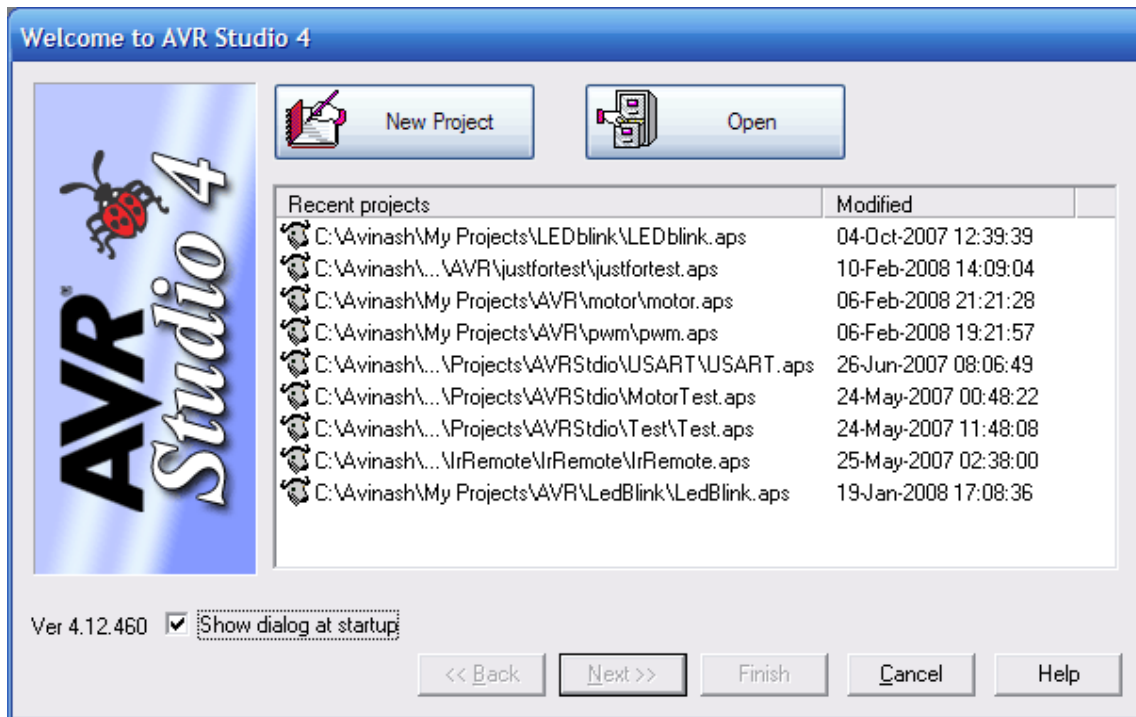 Welcome to AVR Studio 4
AVR®
Studio 4
New Project
Open
Recent projects Modified
C:\Avinash\My Projects\LEDblink\LEDblink.aps 04-Oct-2007 12:39:39
C:\Avinash\...\AVR\justfortest\justfortest.aps 10-Feb-2008 14:09:04
C:\Avinash\My Projects\AVR\motor\motor.aps 06-Feb-2008 21:21:28
C:\Avinash\My Projects\AVR\pwm\pwm.aps 06-Feb-2008 19:21:57
C:\Avinash\...\Projects\AVRStdio\USART\USART.aps 26-Jun-2007 08:06:49
C:\Avinash\...\Projects\AVRStdio\MotorTest.aps 24-May-2007 00:48:22
C:\Avinash\...\Projects\AVRStdio\Test\Test.aps 24-May-2007 11:48:08
C:\Avinash\...\IrRemote\IrRemote\IrRemote.aps 25-May-2007 02:38:00
C:\Avinash\My Projects\AVR\LedBlink\LedBlink.aps 19-Jan-2008 17:08:36
Ver 4.12.460 Show dialog at startup
<< Back Next >> Finish Cancel Help